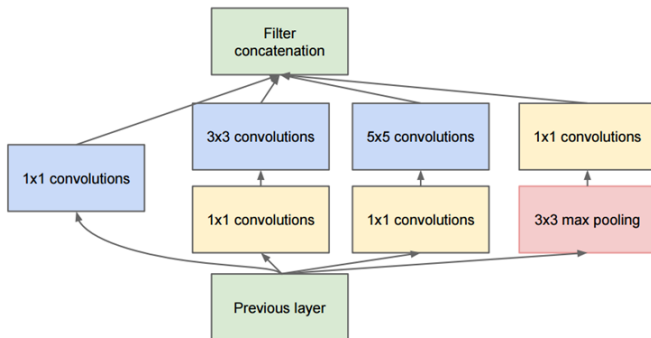 Filter
concatenation
3x3 convolutions
5x5 convolutions
1x1 convolutions
1x1 convolutions
1x1 convolutions
1x1 convolutions
3x3 max pooling
Previous layer